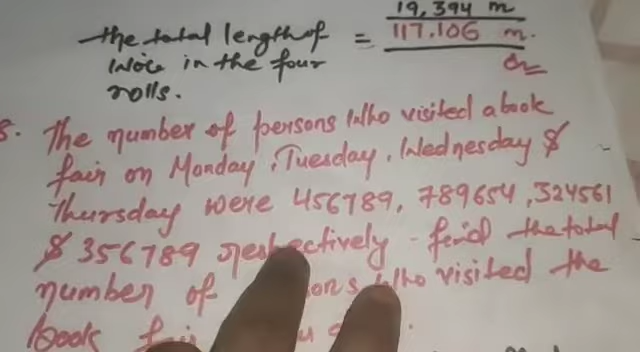 19,394 m
the total length of = 117.106 m.
wire in the four
rolls.
The number of persons who visited a book
fair on Monday, Tuesday, Wednesday &
Thursday were 456789, 789654, 324561
& 356789 respectively - find the total
number of who visited the
book